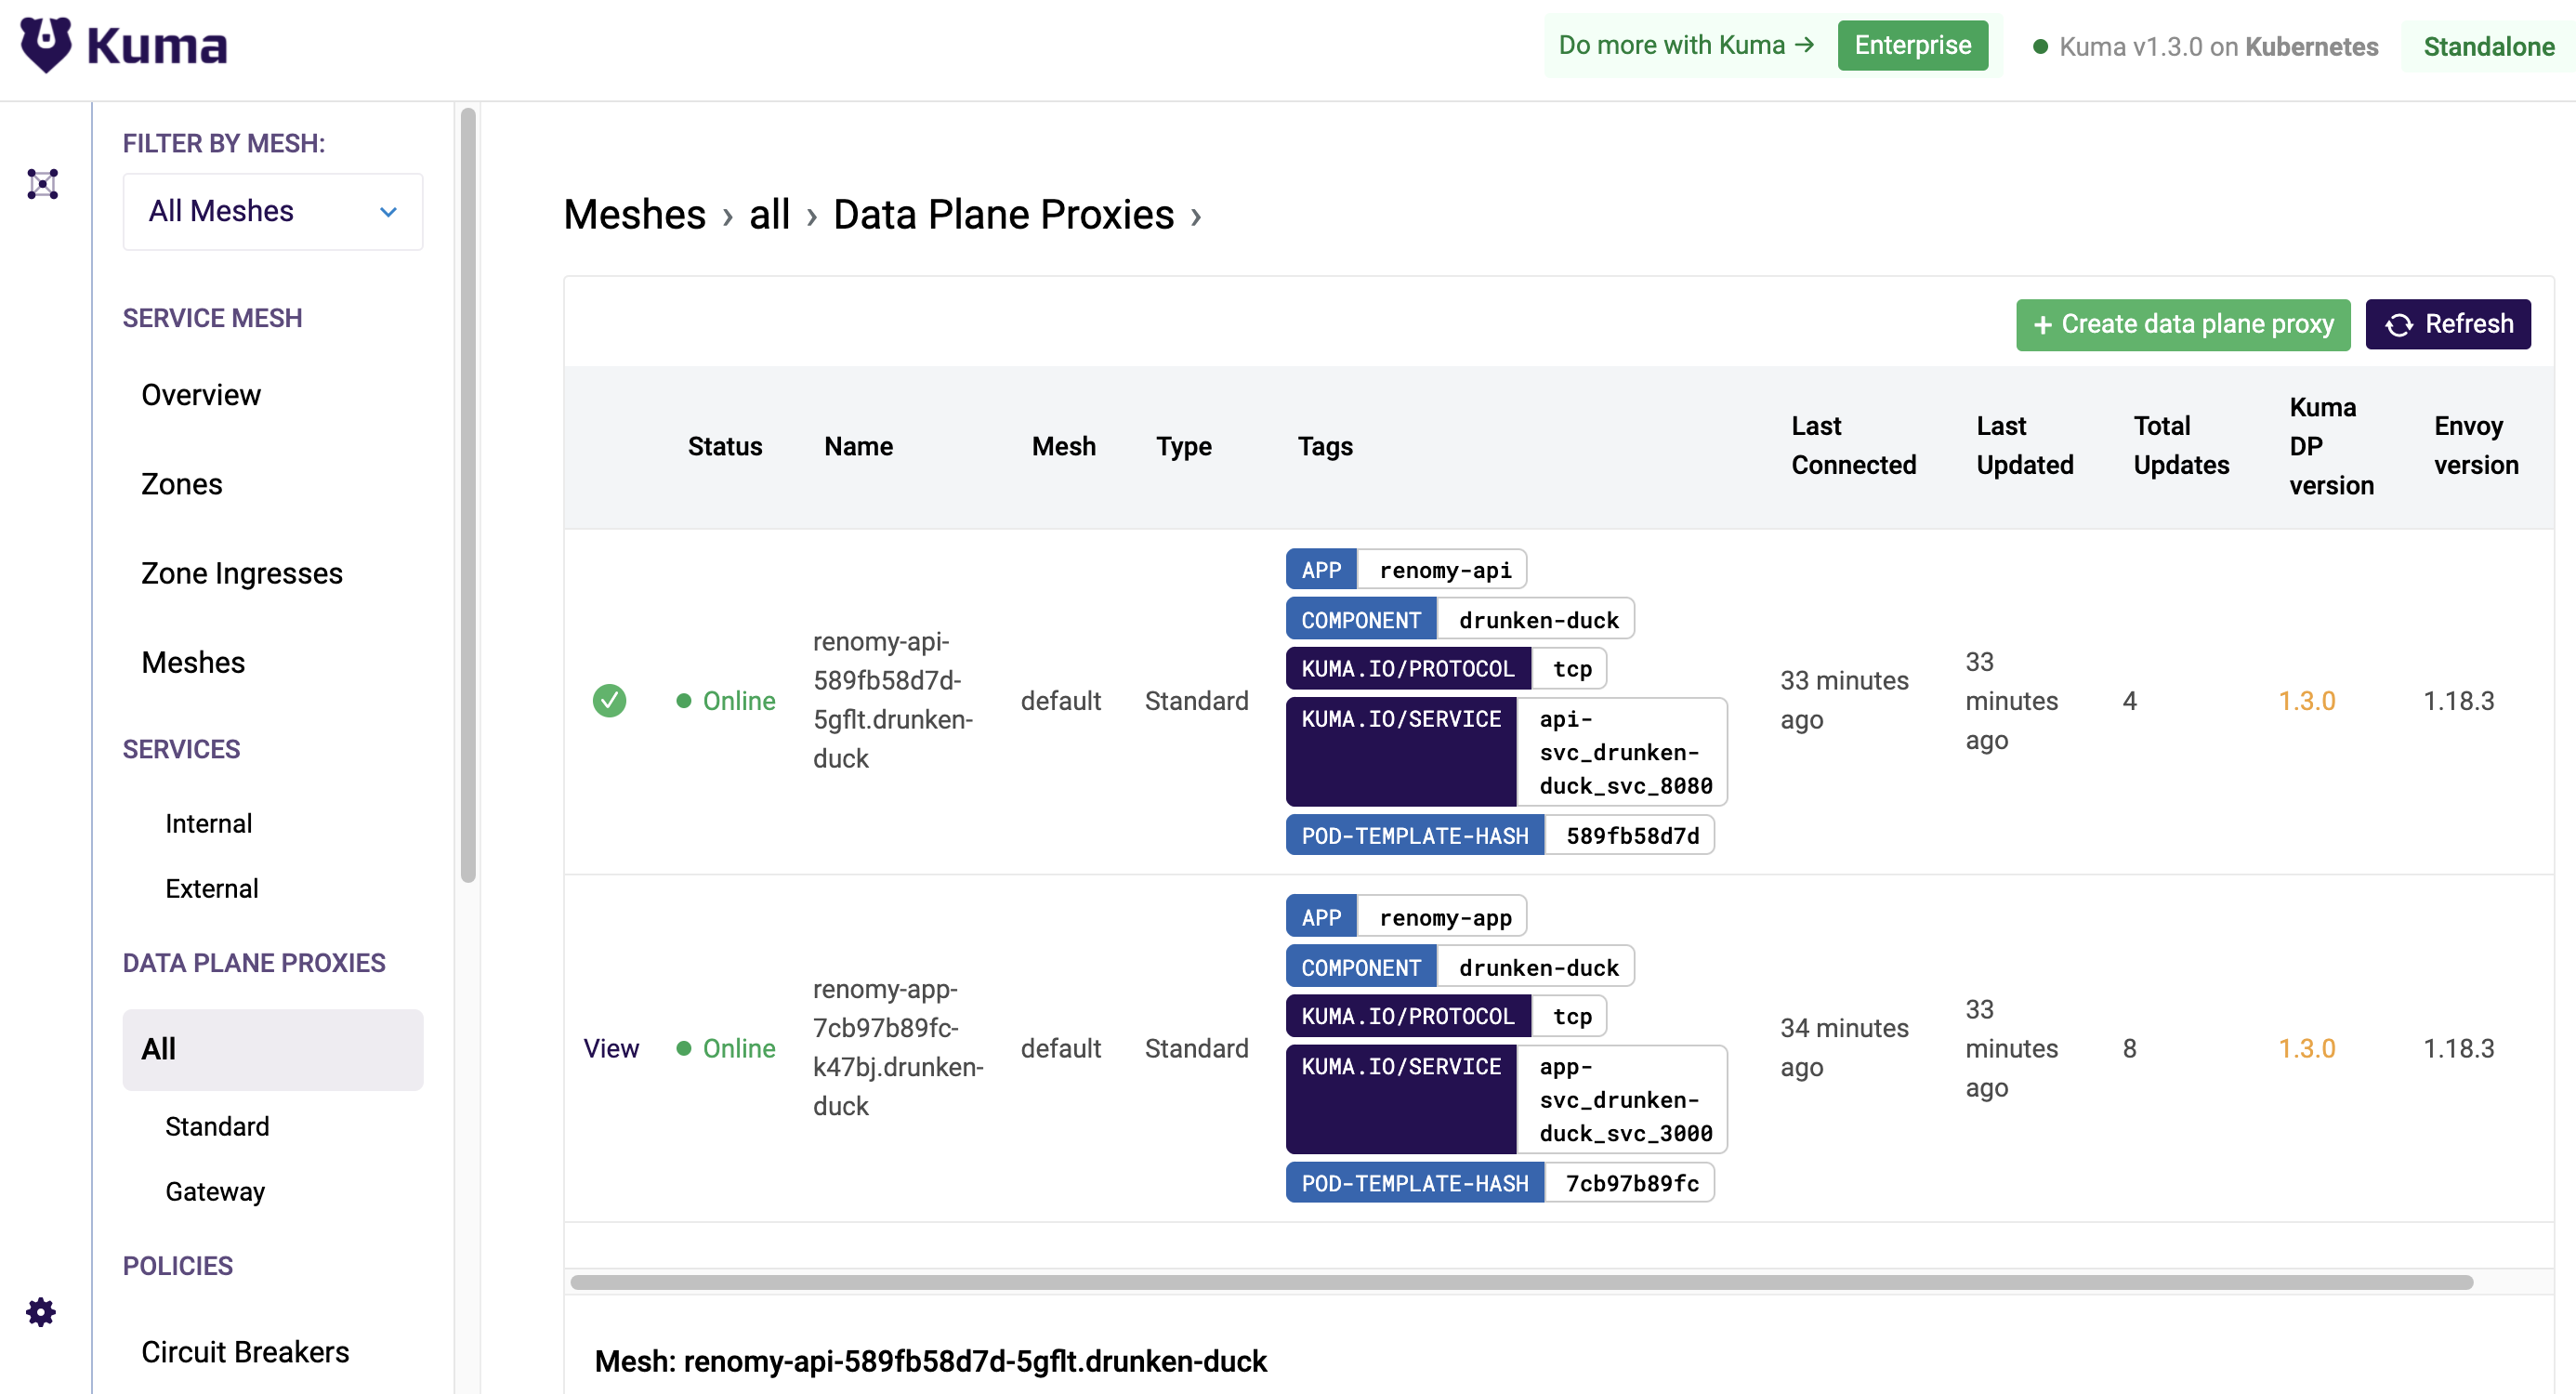 Kuma
Do more with Kuma →
Enterprise
Kuma v1.3.0 on Kubernetes
Standalone
FILTER BY MESH:
All Meshes
SERVICE MESH
Overview
Zones
Zone Ingresses
Meshes
SERVICES
Internal
External
DATA PLANE PROXIES
All
Standard
Gateway
POLICIES
Circuit Breakers
Meshes › all › Data Plane Proxies ›
+ Create data plane proxy
Refresh
Status
Name
Mesh
Type
Tags
Last
Connected
Last
Updated
Total
Updates
Kuma
DP
version
Envoy
version
Online
renomy-api-
589fb58d7d-
5gflt.drunken-
duck
default
Standard
APP renomy-api
COMPONENT drunken-duck
KUMA.IO/PROTOCOL tcp
KUMA.IO/SERVICE api-
svc_drunken-
duck_svc_8080
POD-TEMPLATE-HASH 589fb58d7d
33 minutes
ago
33
minutes
ago
4
1.3.0
1.18.3
View
Online
renomy-app-
7cb97b89fc-
k47bj.drunken-
duck
default
Standard
APP renomy-app
COMPONENT drunken-duck
KUMA.IO/PROTOCOL tcp
KUMA.IO/SERVICE app-
svc_drunken-
duck_svc_3000
POD-TEMPLATE-HASH 7cb97b89fc
34 minutes
ago
33
minutes
ago
8
1.3.0
1.18.3
Mesh: renomy-api-589fb58d7d-5gflt.drunken-duck